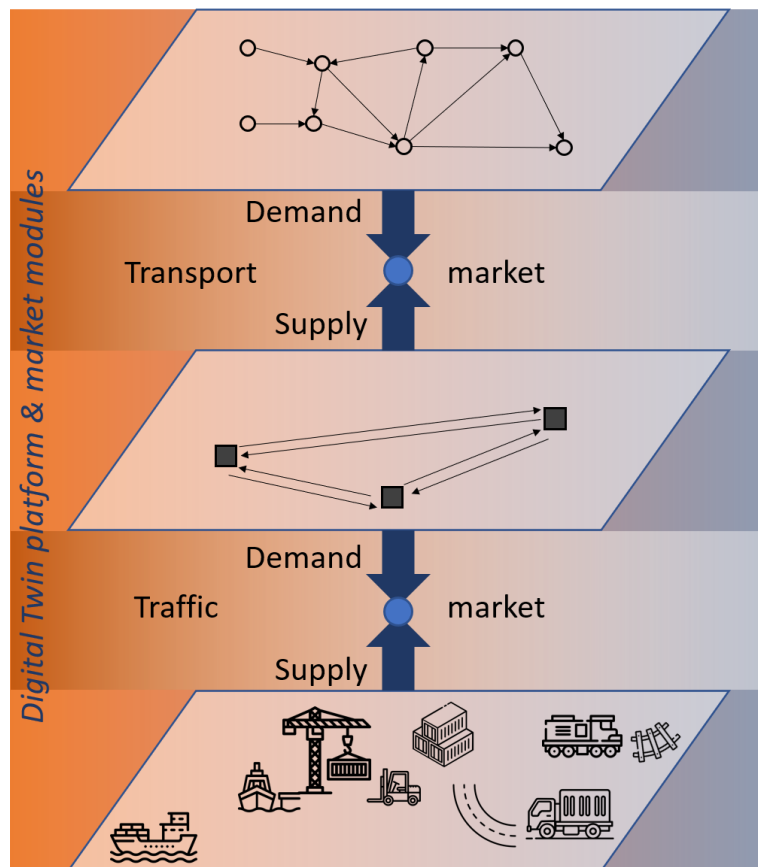 Digital Twin platform & market modules
Demand
Transport market
Supply
Demand
Traffic market
Supply